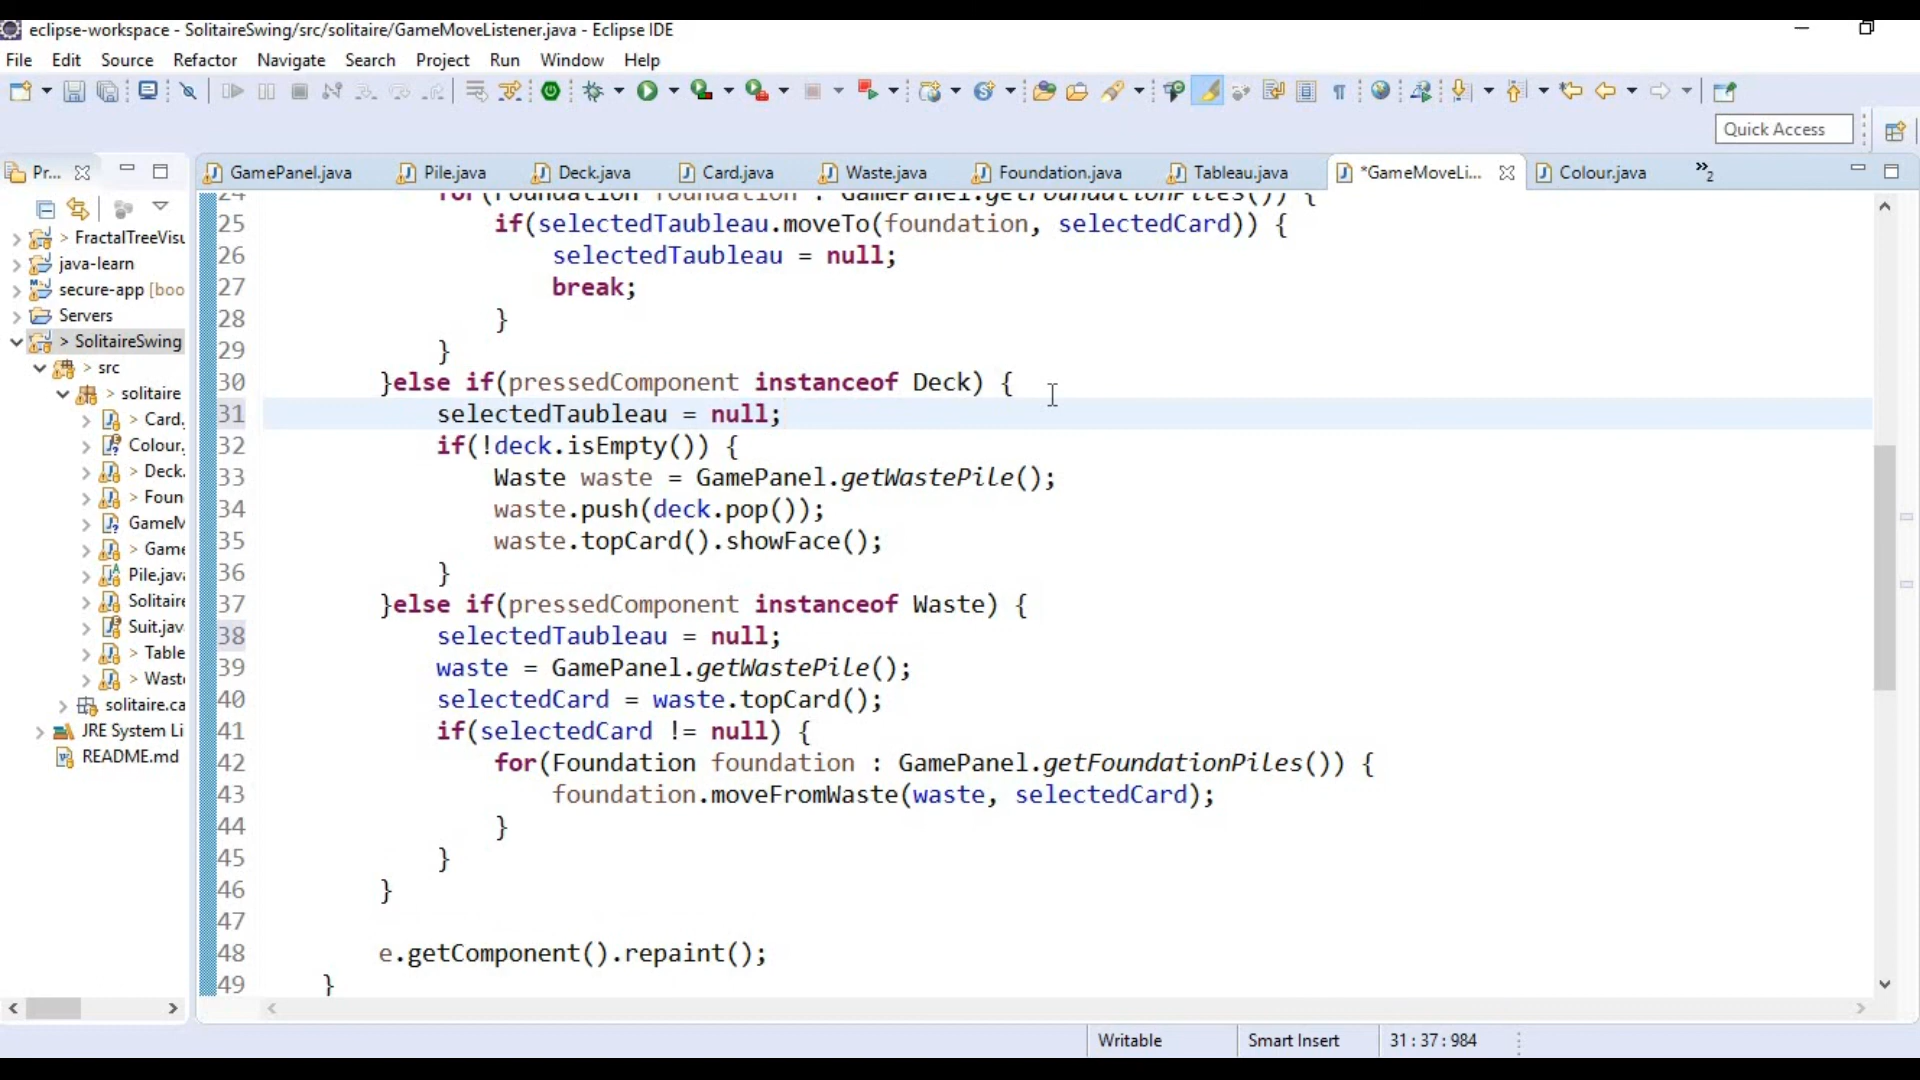 eclipse-workspace - SolitaireSwing/src/solitaire/GameMoveListener.java - Eclipse IDE
File Edit Source Refactor Navigate Search Project Run Window Help
Quick Access
Pr...
GamePanel.java Pile.java Deck.java Card.java Waste.java Foundation.java Tableau.java *GameMoveLi... Colour.java »2
> FractalTreeVisu
java-learn
secure-app [boo
Servers
> SolitaireSwing
> src
> solitaire
> Card.
Colour.
> Deck.
> Foun
GameM
> Game
Pile.java
Solitaire
Suit.jav
> Table
> Wast
solitaire.ca
JRE System Li
README.md
24 for(Foundation foundation : GamePanel.getFoundationPiles()) {
25 if(selectedTaubleau.moveTo(foundation, selectedCard)) {
26 selectedTaubleau = null;
27 break;
28 }
29 }
30 }else if(pressedComponent instanceof Deck) {
31 selectedTaubleau = null;
32 if(!deck.isEmpty()) {
33 Waste waste = GamePanel.getWastePile();
34 waste.push(deck.pop());
35 waste.topCard().showFace();
36 }
37 }else if(pressedComponent instanceof Waste) {
38 selectedTaubleau = null;
39 waste = GamePanel.getWastePile();
40 selectedCard = waste.topCard();
41 if(selectedCard != null) {
42 for(Foundation foundation : GamePanel.getFoundationPiles()) {
43 foundation.moveFromWaste(waste, selectedCard);
44 }
45 }
46 }
47
48 e.getComponent().repaint();
49 }
Writable Smart Insert 31 : 37 : 984